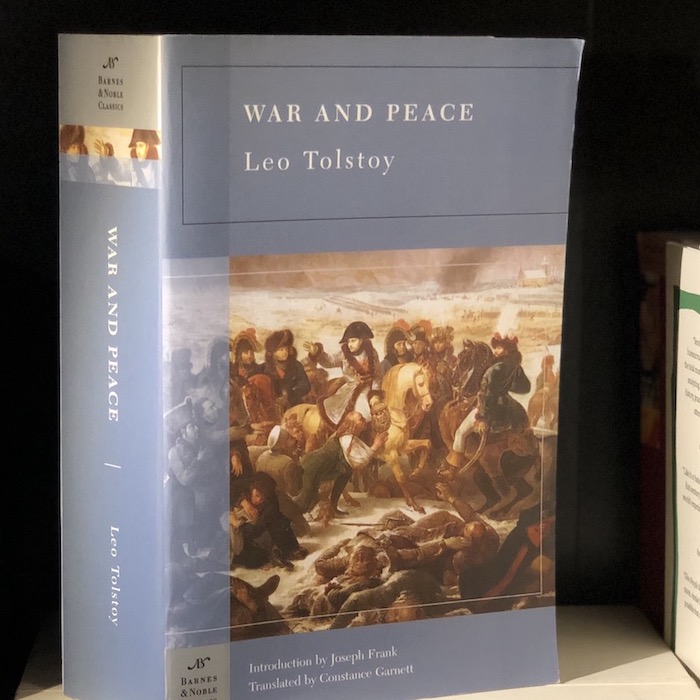 BARNES
& NOBLE
CLASSICS
WAR AND PEACE | Leo Tolstoy
WAR AND PEACE
Leo Tolstoy
Introduction by Joseph Frank
Translated by Constance Garnett
BARNES
& NOBLE